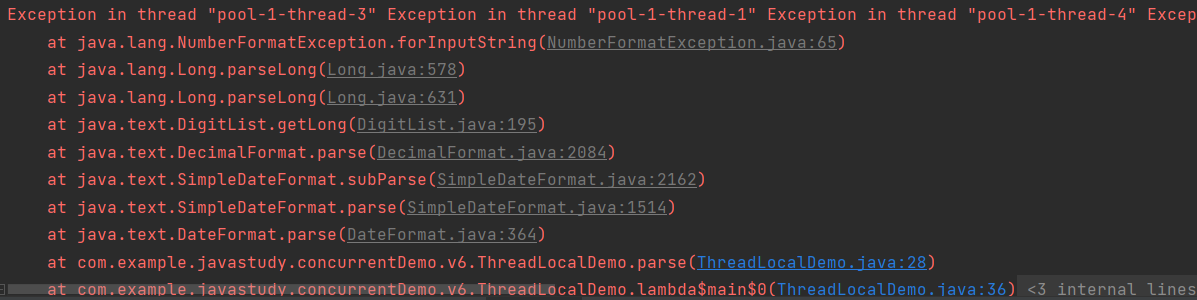 Exception in thread "pool-1-thread-3" Exception in thread "pool-1-thread-1" Exception in thread "pool-1-thread-4" Excep
at java.lang.NumberFormatException.forInputString(NumberFormatException.java:65)
at java.lang.Long.parseLong(Long.java:578)
at java.lang.Long.parseLong(Long.java:631)
at java.text.DigitList.getLong(DigitList.java:195)
at java.text.DecimalFormat.parse(DecimalFormat.java:2084)
at java.text.SimpleDateFormat.subParse(SimpleDateFormat.java:2162)
at java.text.SimpleDateFormat.parse(SimpleDateFormat.java:1514)
at java.text.DateFormat.parse(DateFormat.java:364)
at com.example.javastudy.concurrentDemo.v6.ThreadLocalDemo.parse(ThreadLocalDemo.java:28)
at com.example.javastudy.concurrentDemo.v6.ThreadLocalDemo.lambda$main$0(ThreadLocalDemo.java:36) <3 internal lines